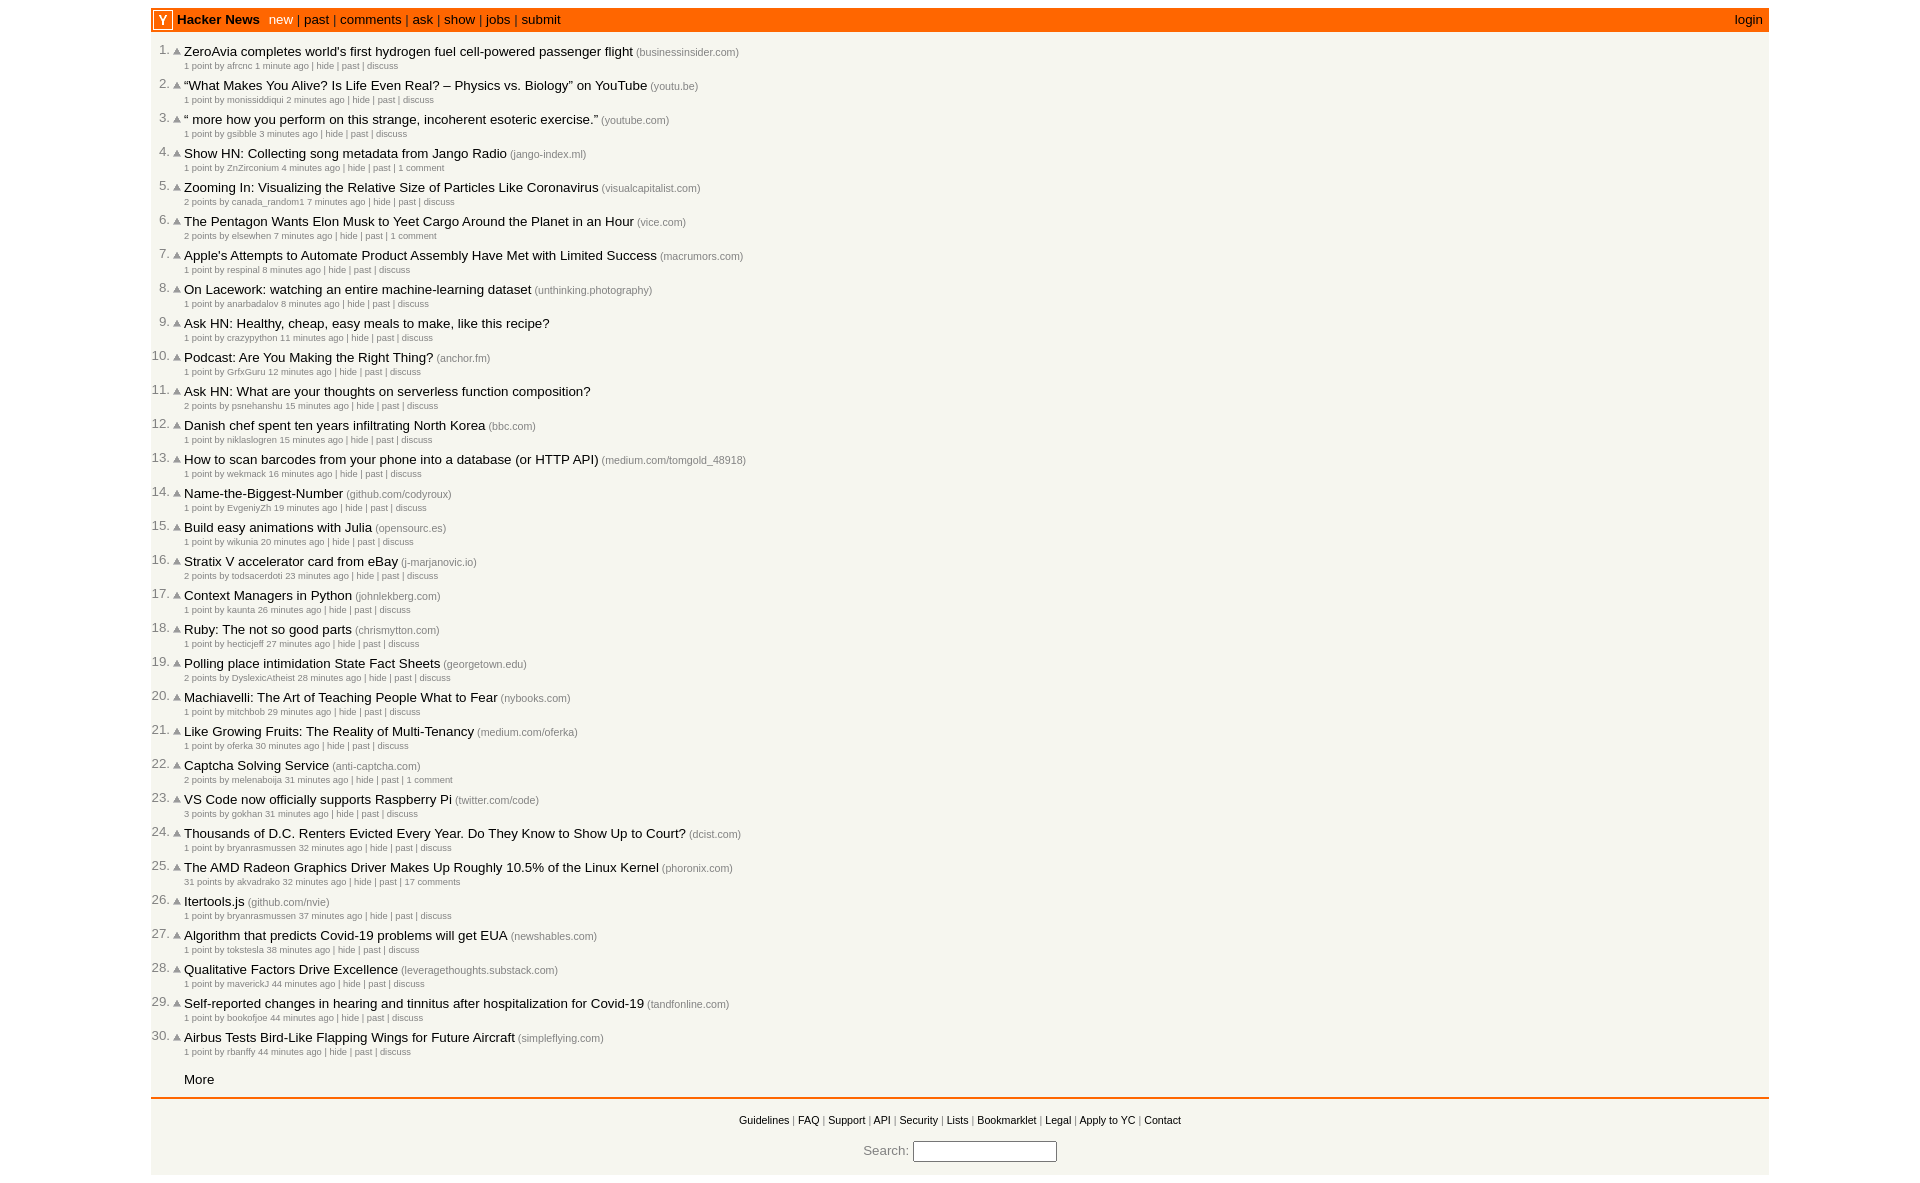 Y Hacker News new | past | comments | ask | show | jobs | submit login
1. ZeroAvia completes world's first hydrogen fuel cell-powered passenger flight (businessinsider.com)
1 point by afrcnc 1 minute ago | hide | past | discuss
2. “What Makes You Alive? Is Life Even Real? – Physics vs. Biology” on YouTube (youtu.be)
1 point by monissiddiqui 2 minutes ago | hide | past | discuss
3. “ more how you perform on this strange, incoherent esoteric exercise.” (youtube.com)
1 point by gsibble 3 minutes ago | hide | past | discuss
4. Show HN: Collecting song metadata from Jango Radio (jango-index.ml)
1 point by ZnZirconium 4 minutes ago | hide | past | 1 comment
5. Zooming In: Visualizing the Relative Size of Particles Like Coronavirus (visualcapitalist.com)
2 points by canada_random1 7 minutes ago | hide | past | discuss
6. The Pentagon Wants Elon Musk to Yeet Cargo Around the Planet in an Hour (vice.com)
2 points by elsewhen 7 minutes ago | hide | past | 1 comment
7. Apple's Attempts to Automate Product Assembly Have Met with Limited Success (macrumors.com)
1 point by respinal 8 minutes ago | hide | past | discuss
8. On Lacework: watching an entire machine-learning dataset (unthinking.photography)
1 point by anarbadalov 8 minutes ago | hide | past | discuss
9. Ask HN: Healthy, cheap, easy meals to make, like this recipe?
1 point by crazypython 11 minutes ago | hide | past | discuss
10. Podcast: Are You Making the Right Thing? (anchor.fm)
1 point by GrfxGuru 12 minutes ago | hide | past | discuss
11. Ask HN: What are your thoughts on serverless function composition?
2 points by psnehanshu 15 minutes ago | hide | past | discuss
12. Danish chef spent ten years infiltrating North Korea (bbc.com)
1 point by niklaslogren 15 minutes ago | hide | past | discuss
13. How to scan barcodes from your phone into a database (or HTTP API) (medium.com/tomgold_48918)
1 point by wekmack 16 minutes ago | hide | past | discuss
14. Name-the-Biggest-Number (github.com/codyroux)
1 point by EvgeniyZh 19 minutes ago | hide | past | discuss
15. Build easy animations with Julia (opensourc.es)
1 point by wikunia 20 minutes ago | hide | past | discuss
16. Stratix V accelerator card from eBay (j-marjanovic.io)
2 points by todsacerdoti 23 minutes ago | hide | past | discuss
17. Context Managers in Python (johnlekberg.com)
1 point by kaunta 26 minutes ago | hide | past | discuss
18. Ruby: The not so good parts (chrismytton.com)
1 point by hecticjeff 27 minutes ago | hide | past | discuss
19. Polling place intimidation State Fact Sheets (georgetown.edu)
2 points by DyslexicAtheist 28 minutes ago | hide | past | discuss
20. Machiavelli: The Art of Teaching People What to Fear (nybooks.com)
1 point by mitchbob 29 minutes ago | hide | past | discuss
21. Like Growing Fruits: The Reality of Multi-Tenancy (medium.com/oferka)
1 point by oferka 30 minutes ago | hide | past | discuss
22. Captcha Solving Service (anti-captcha.com)
2 points by melenaboija 31 minutes ago | hide | past | 1 comment
23. VS Code now officially supports Raspberry Pi (twitter.com/code)
3 points by gokhan 31 minutes ago | hide | past | discuss
24. Thousands of D.C. Renters Evicted Every Year. Do They Know to Show Up to Court? (dcist.com)
1 point by bryanrasmussen 32 minutes ago | hide | past | discuss
25. The AMD Radeon Graphics Driver Makes Up Roughly 10.5% of the Linux Kernel (phoronix.com)
31 points by akvadrako 32 minutes ago | hide | past | 17 comments
26. Itertools.js (github.com/nvie)
1 point by bryanrasmussen 37 minutes ago | hide | past | discuss
27. Algorithm that predicts Covid-19 problems will get EUA (newshables.com)
1 point by tokstesla 38 minutes ago | hide | past | discuss
28. Qualitative Factors Drive Excellence (leveragethoughts.substack.com)
1 point by maverickJ 44 minutes ago | hide | past | discuss
29. Self-reported changes in hearing and tinnitus after hospitalization for Covid-19 (tandfonline.com)
1 point by bookofjoe 44 minutes ago | hide | past | discuss
30. Airbus Tests Bird-Like Flapping Wings for Future Aircraft (simpleflying.com)
1 point by rbanffy 44 minutes ago | hide | past | discuss
More
Guidelines | FAQ | Support | API | Security | Lists | Bookmarklet | Legal | Apply to YC | Contact
Search: